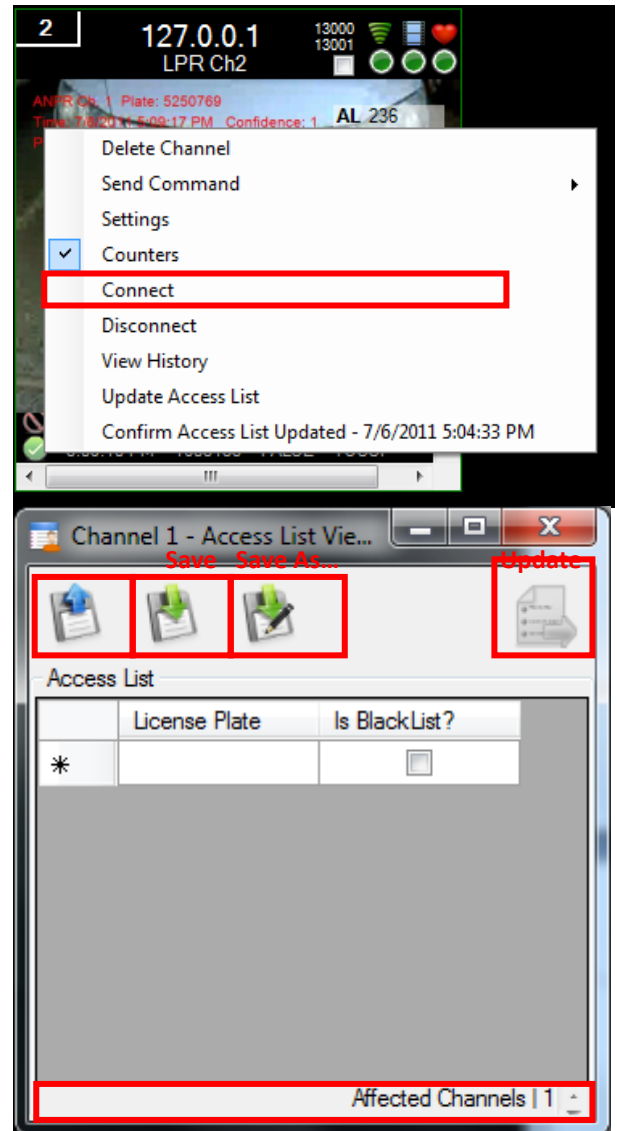 2
127.0.0.1
13000
13001
LPR Ch2
ANPR Ch. 1 Plate: 5250769
Time: 7/6/2011 5:09:17 PM Confidence: 1
AL 236
P
Delete Channel
Send Command
Settings
Counters
Connect
Disconnect
View History
Update Access List
Confirm Access List Updated - 7/6/2011 5:04:33 PM
Channel 1 - Access List Vie...
Save Save As... Update
Access List
License Plate Is BlackList?
Affected Channels | 1